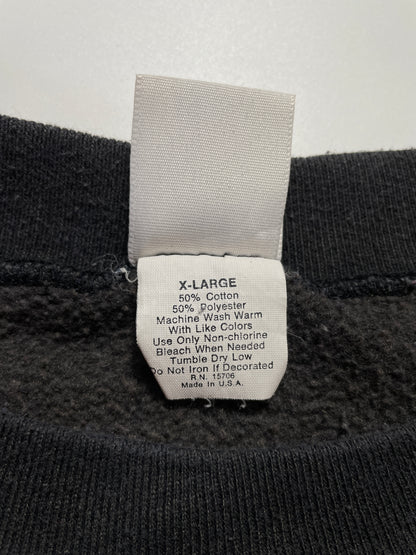 X-LARGE
50% Cotton
50% Polyester
Machine Wash Warm
With Like Colors
Use Only Non-chlorine
Bleach When Needed
Tumble Dry Low
Do Not Iron If Decorated
R.N. 15706
Made In U.S.A.